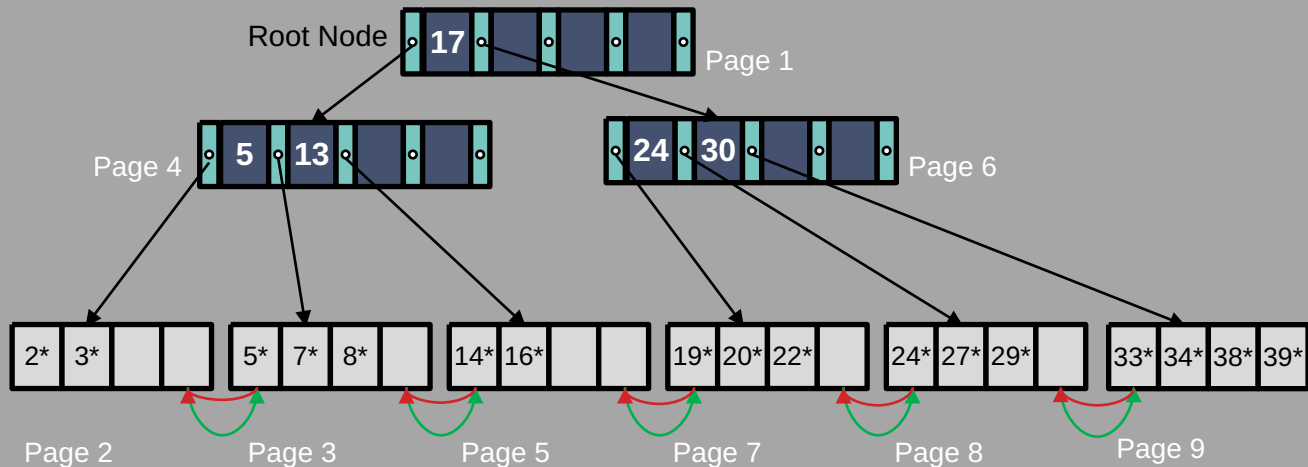 Root Node
17
Page 1
Page 4
5 13
24 30
Page 6
2* 3*
5* 7* 8*
14* 16*
19* 20* 22*
24* 27* 29*
33* 34* 38* 39*
Page 2
Page 3
Page 5
Page 7
Page 8
Page 9